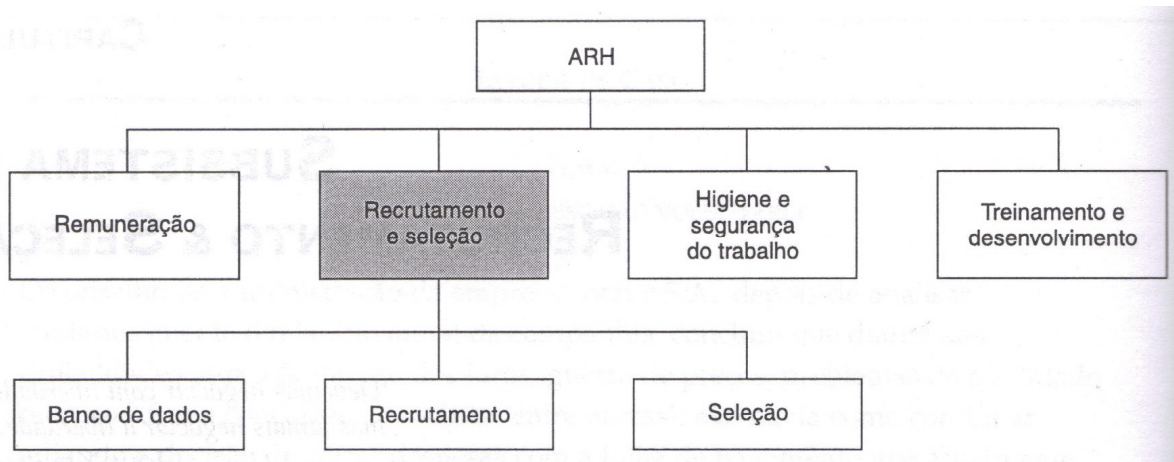 ARH
Remuneração
Recrutamento
e seleção
Higiene e
segurança
do trabalho
Treinamento e
desenvolvimento
Banco de dados
Recrutamento
Seleção